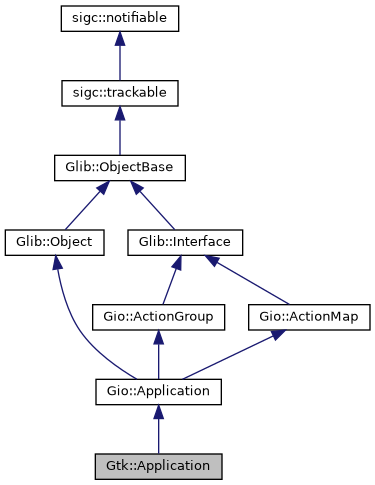 sigc::notifiable
sigc::trackable
Glib::ObjectBase
Glib::Object
Glib::Interface
Gio::ActionGroup
Gio::ActionMap
Gio::Application
Gtk::Application